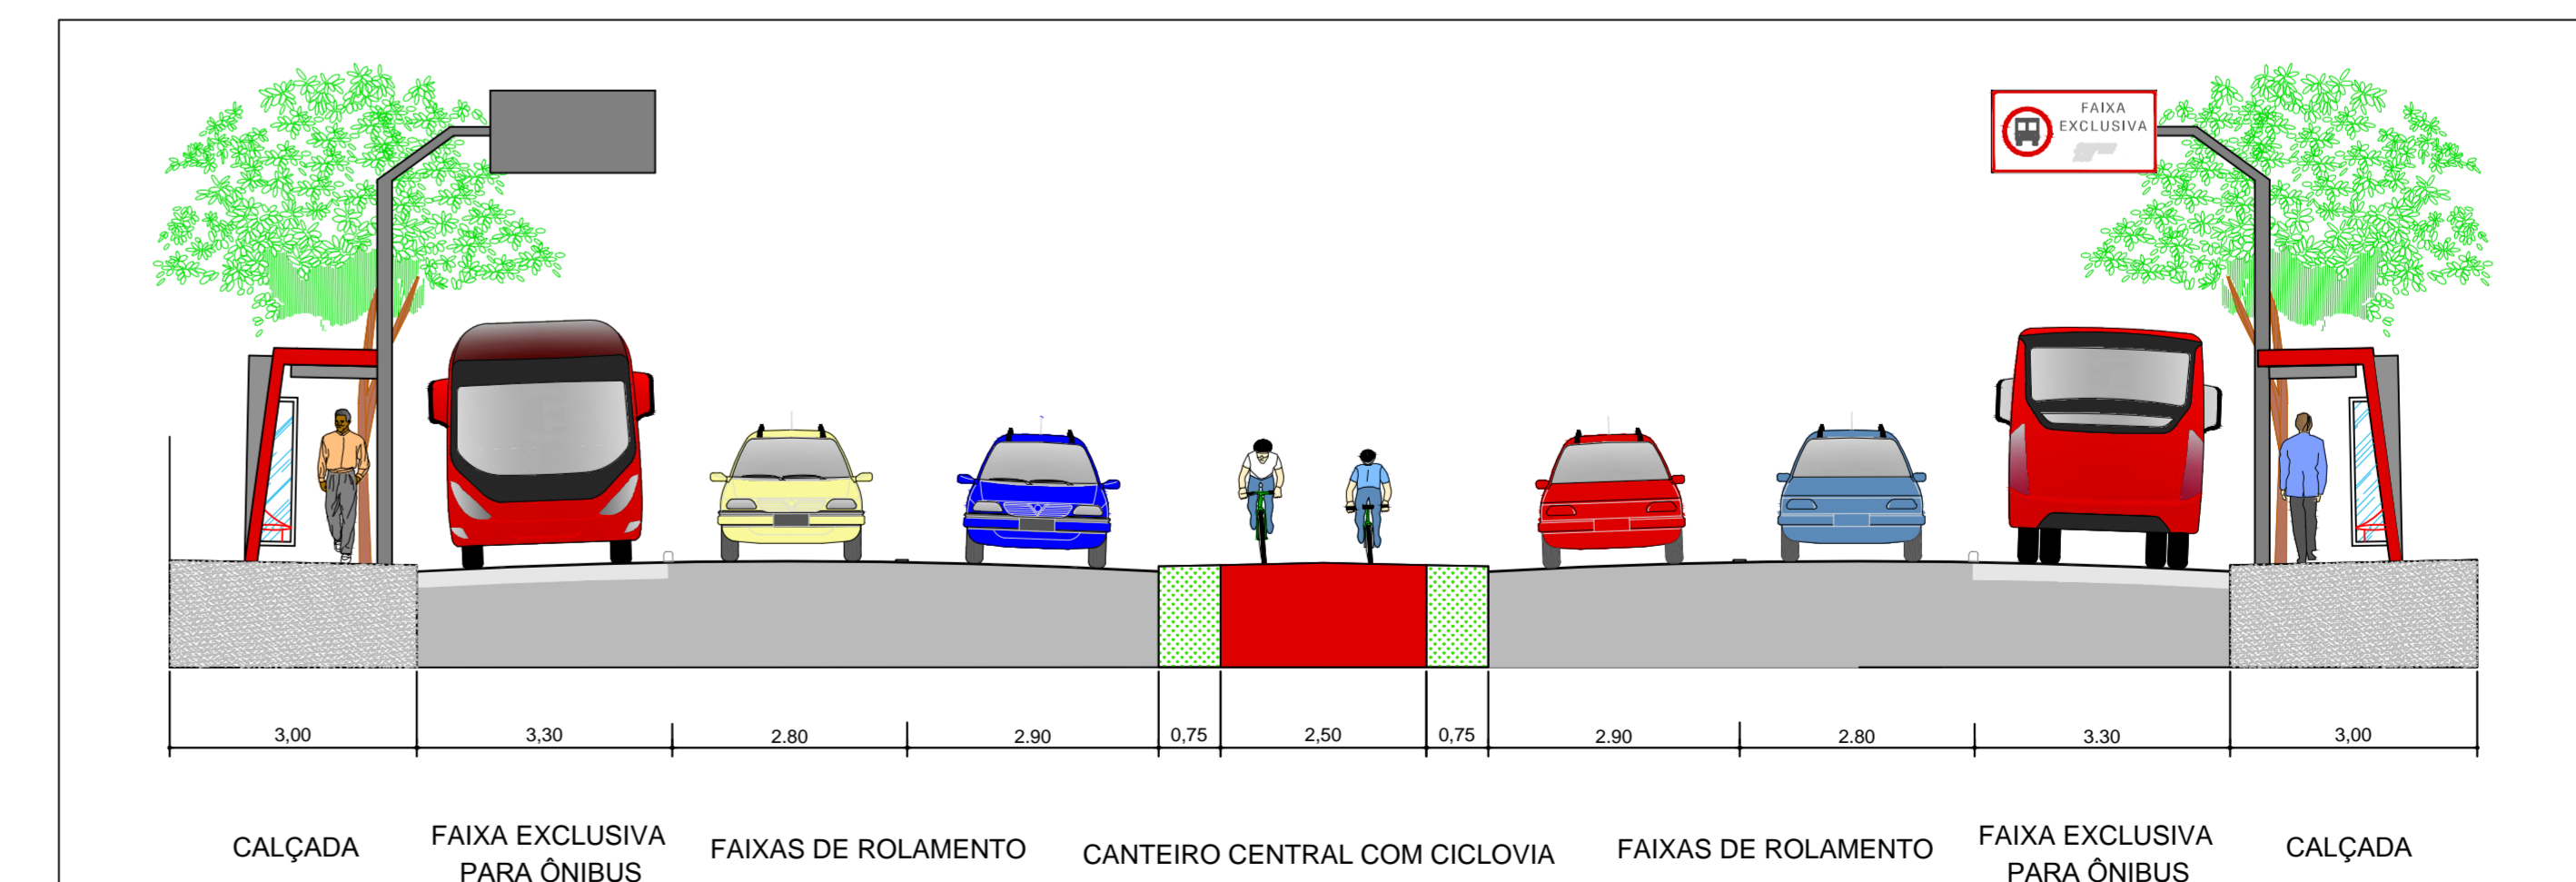 FAIXA
EXCLUSIVA
3,00 3,30 2.80 2.90 0,75 2,50 0,75 2.90 2.80 3.30 3,00
CALÇADA
FAIXA EXCLUSIVA
PARA ÔNIBUS
FAIXAS DE ROLAMENTO
CANTEIRO CENTRAL COM CICLOVIA
FAIXAS DE ROLAMENTO
FAIXA EXCLUSIVA
PARA ÔNIBUS
CALÇADA